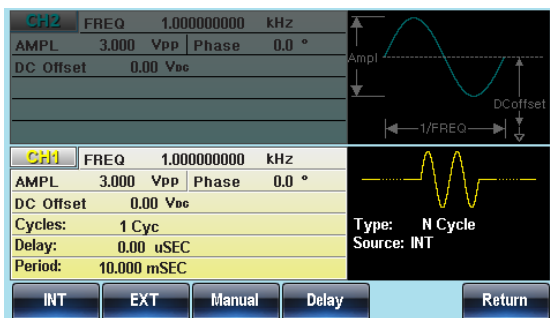 CH2 FREQ 1.000000000 kHz
AMPL 3.000 Vpp Phase 0.0 °
DC Offset 0.00 VDC
Ampl
DCoffset
1/FREQ
CH1 FREQ 1.000000000 kHz
AMPL 3.000 Vpp Phase 0.0 °
DC Offset 0.00 VDC
Cycles: 1 Cyc
Delay: 0.00 uSEC
Period: 10.000 mSEC
Type: N Cycle
Source: INT
INT EXT Manual Delay Return